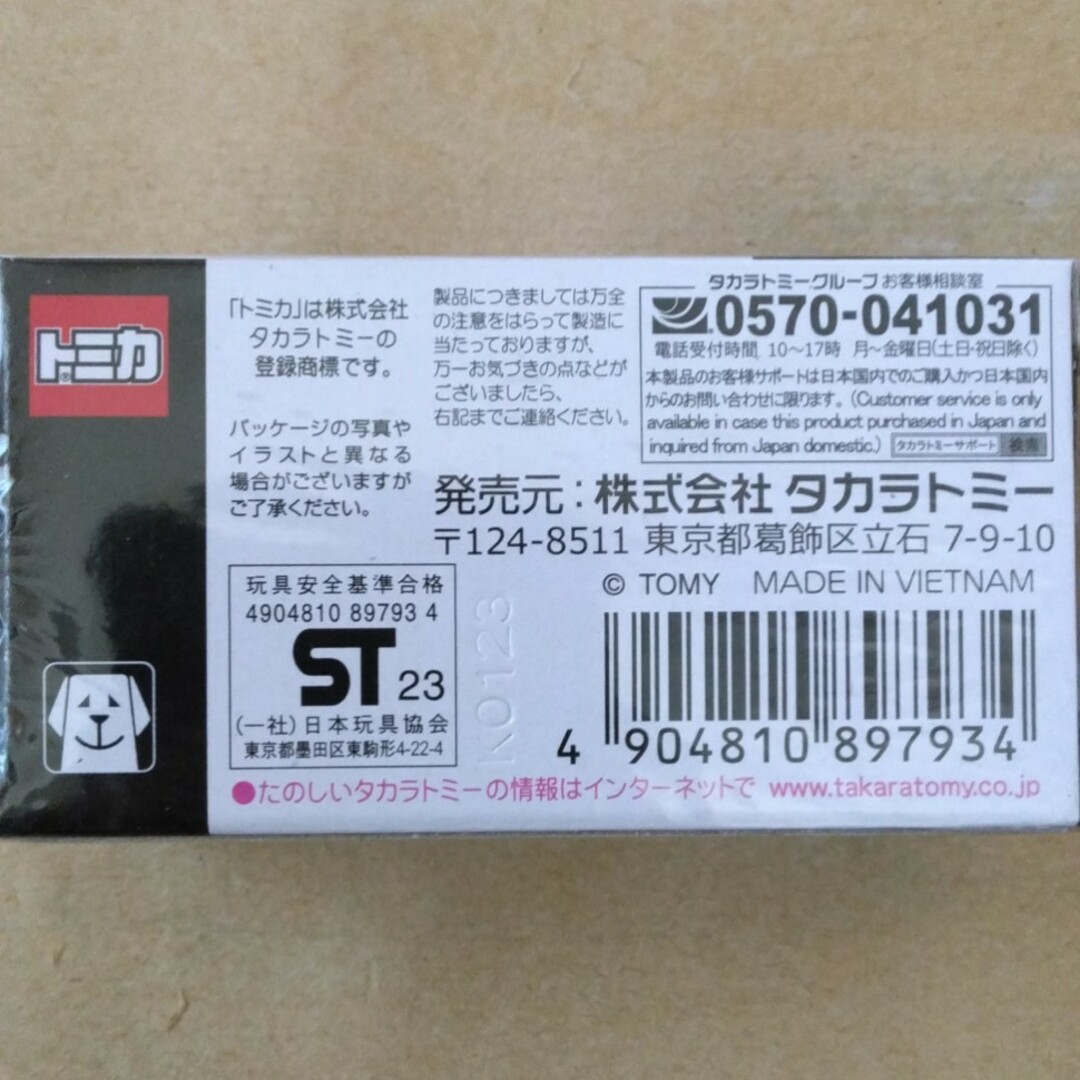 トミカ®
「トミカ」は株式会社
タカラトミーの
登録商標です。
パッケージの写真や
イラストと異なる
場合がございますが
ご了承ください。
製品につきましては万全
の注意をはらって製造に
当たっておりますが、
万一お気づきの点などが
ございましたら、
右記までご連絡ください。
タカラトミーグループ お客様相談室
0570-041031
電話受付時間 10～17時 月～金曜日(土日・祝日除く)
本製品のお客様サポートは日本国内でのご購入かつ日本国内
からのお問い合わせに限ります。(Customer service is only
available in case this product purchased in Japan and
inquired from Japan domestic.) タカラトミーサポート 検索
発売元：株式会社 タカラトミー
〒124-8511 東京都葛飾区立石 7-9-10
© TOMY MADE IN VIETNAM
玩具安全基準合格
4904810 89793 4
ST 23
(一社)日本玩具協会
東京都墨田区東駒形4-22-4
K0123
4 904810 897934
●たのしいタカラトミーの情報はインターネットで www.takaratomy.co.jp